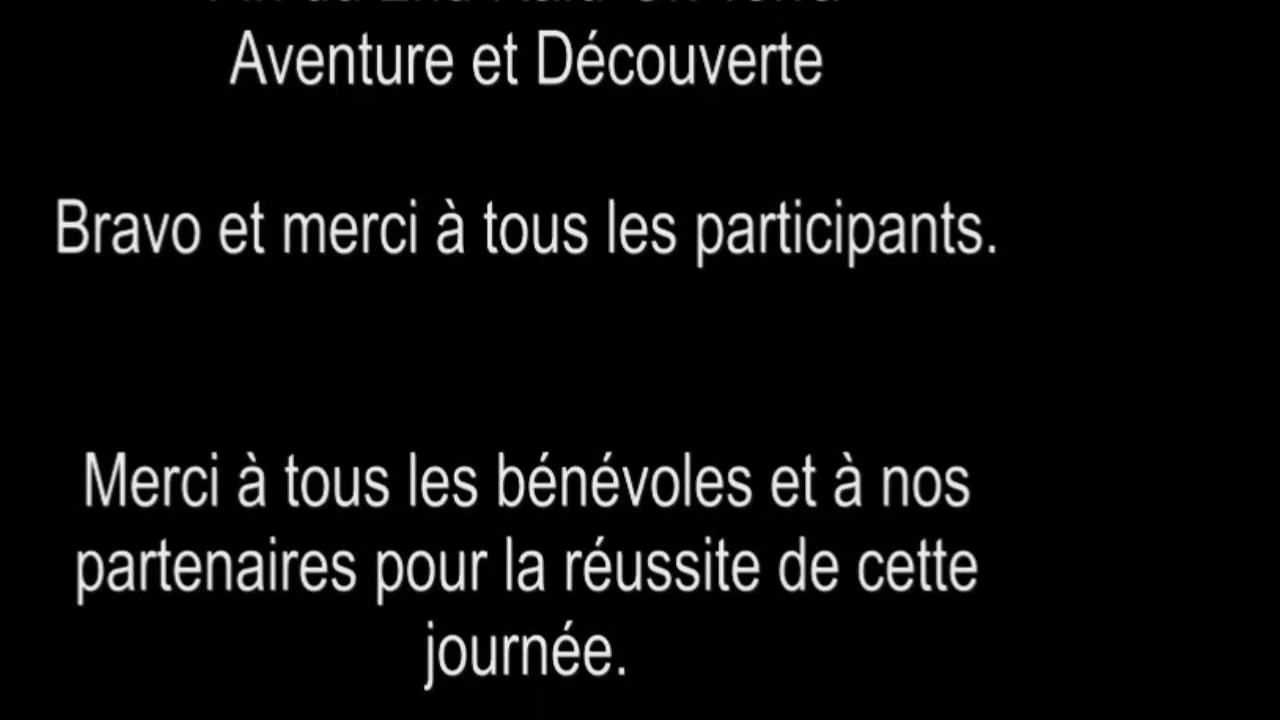 Aventure et Découverte
Bravo et merci à tous les participants.
Merci à tous les bénévoles et à nos
partenaires pour la réussite de cette
journée.